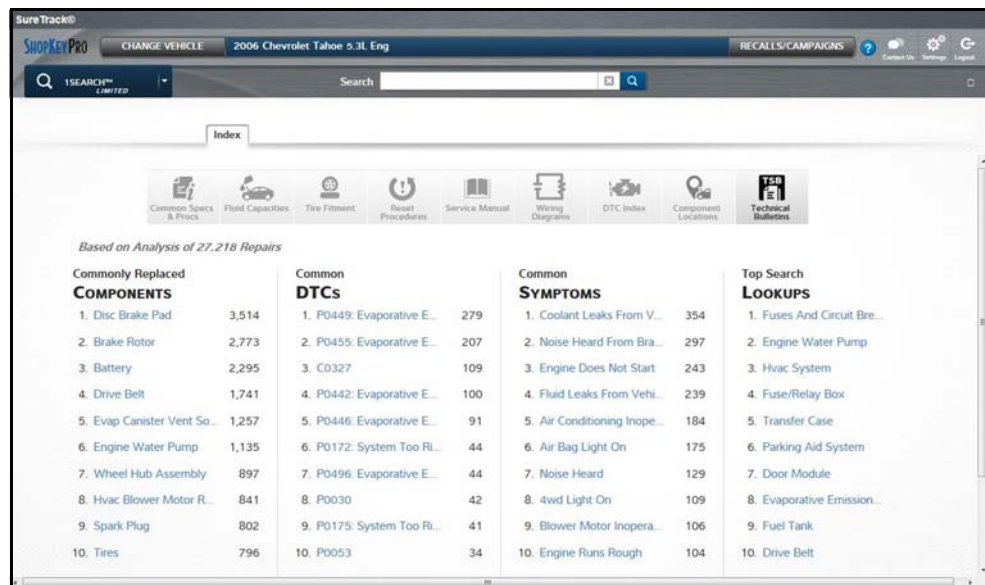 SureTrack®
SHOPKEYPRO CHANGE VEHICLE 2006 Chevrolet Tahoe 5.3L Eng RECALLS/CAMPAIGNS ? Contact Us Settings Logout
1SEARCH™ LIMITED Search
Index
Common Specs & Procs Fluid Capacities Tire Fitment Reset Procedures Service Manual Wiring Diagrams DTC Index Component Locations TSB Technical Bulletins
Based on Analysis of 27,218 Repairs
Commonly Replaced
COMPONENTS
1. Disc Brake Pad 3,514
2. Brake Rotor 2,773
3. Battery 2,295
4. Drive Belt 1,741
5. Evap Canister Vent So... 1,257
6. Engine Water Pump 1,135
7. Wheel Hub Assembly 897
8. Hvac Blower Motor R... 841
9. Spark Plug 802
10. Tires 796
Common
DTCS
1. P0449: Evaporative E... 279
2. P0455: Evaporative E... 207
3. C0327 109
4. P0442: Evaporative E... 100
5. P0446: Evaporative E... 91
6. P0172: System Too Ri... 44
7. P0496: Evaporative E... 44
8. P0030 42
9. P0175: System Too Ri... 41
10. P0053 34
Common
SYMPTOMS
1. Coolant Leaks From V... 354
2. Noise Heard From Bra... 297
3. Engine Does Not Start 243
4. Fluid Leaks From Vehi... 239
5. Air Conditioning Inope... 184
6. Air Bag Light On 175
7. Noise Heard 129
8. 4wd Light On 109
9. Blower Motor Inopera... 106
10. Engine Runs Rough 104
Top Search
LOOKUPS
1. Fuses And Circuit Bre...
2. Engine Water Pump
3. Hvac System
4. Fuse/Relay Box
5. Transfer Case
6. Parking Aid System
7. Door Module
8. Evaporative Emission...
9. Fuel Tank
10. Drive Belt